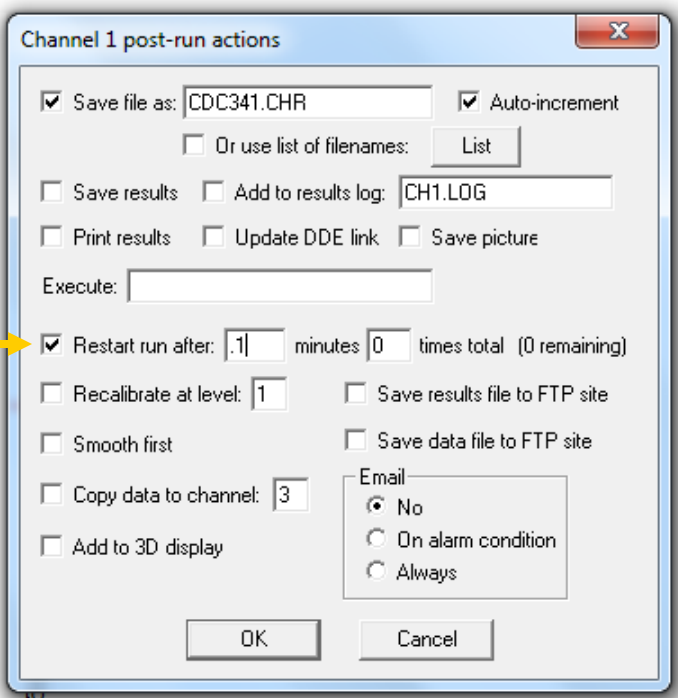 Channel 1 post-run actions
Save file as: CDC341.CHR Auto-increment
Or use list of filenames: List
Save results Add to results log: CH1.LOG
Print results Update DDE link Save picture
Execute:
Restart run after: .1 minutes 0 times total (0 remaining)
Recalibrate at level: 1 Save results file to FTP site
Smooth first Save data file to FTP site
Copy data to channel: 3 Email
No
Add to 3D display On alarm condition
Always
OK Cancel